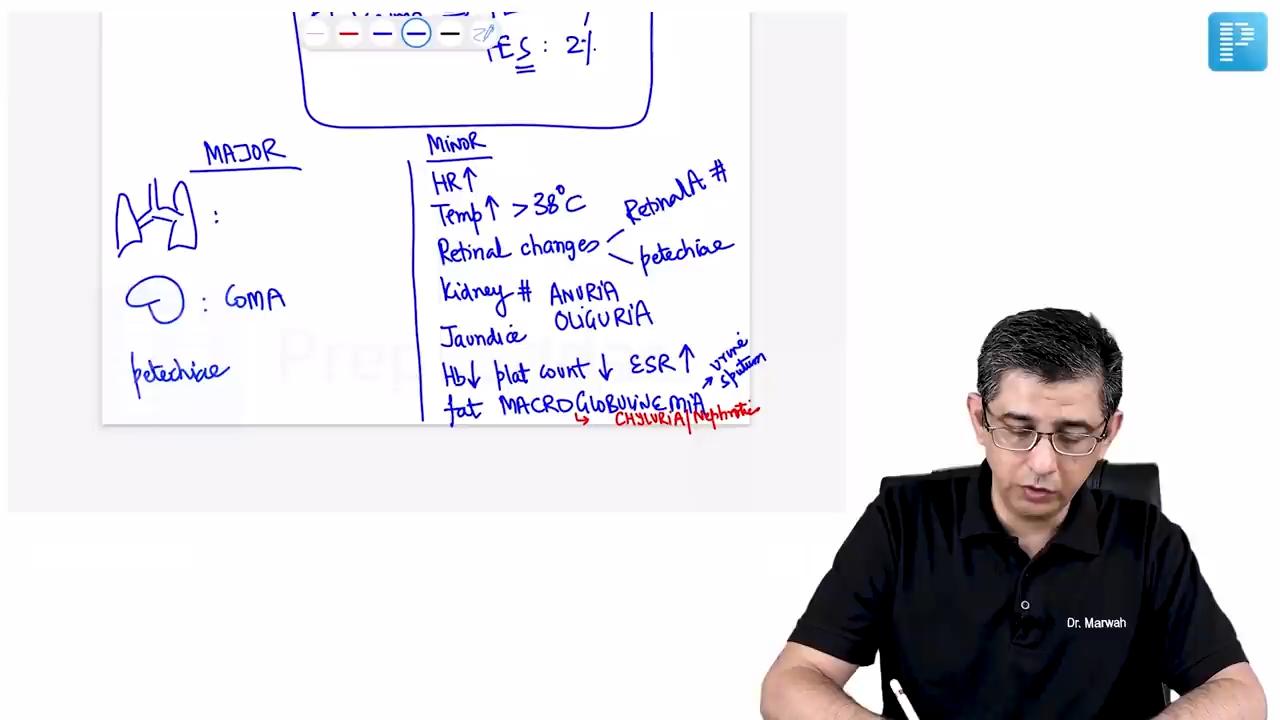 FES : 2%
MAJOR
:
: COMA
petechiae
MINOR
HR↑
Temp↑ >38°C
Retinal changes
Retinal A #
petechiae
Kidney # ANURIA
OLIGURIA
Jaundice
Hb↓ plat count ↓ ESR↑
fat MACROGLOBULINEMIA → urine
sputum
↳ CHYLURIA/Nephrotic
Dr. Marwah